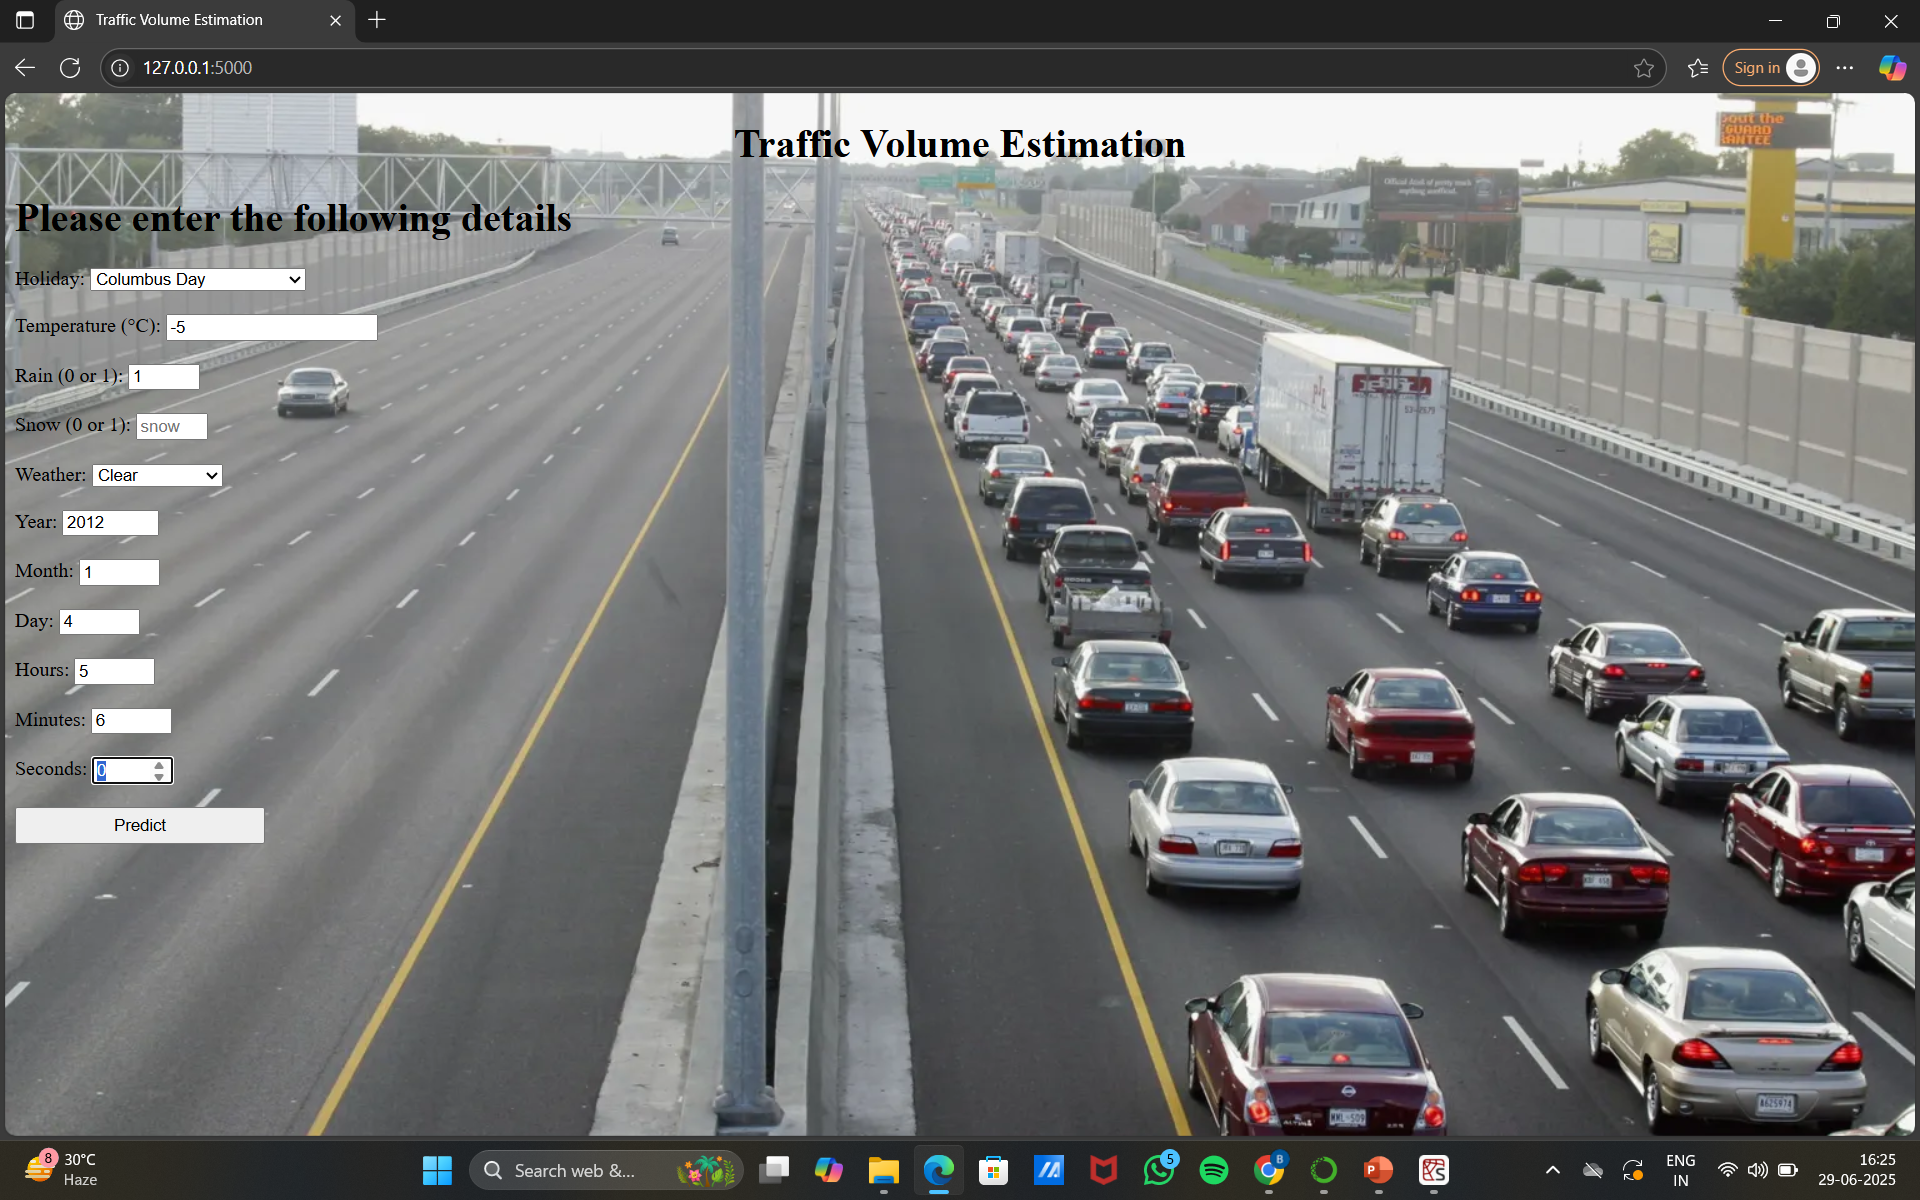 Traffic Volume Estimation
127.0.0.1:5000
Sign in
Traffic Volume Estimation
Please enter the following details
Holiday: Columbus Day
Temperature (°C): -5
Rain (0 or 1): 1
Snow (0 or 1): snow
Weather: Clear
Year: 2012
Month: 1
Day: 4
Hours: 5
Minutes: 6
Seconds: 0
Predict
8
30°C
Haze
Search web &...
5
B
ENG
IN
16:25
29-06-2025